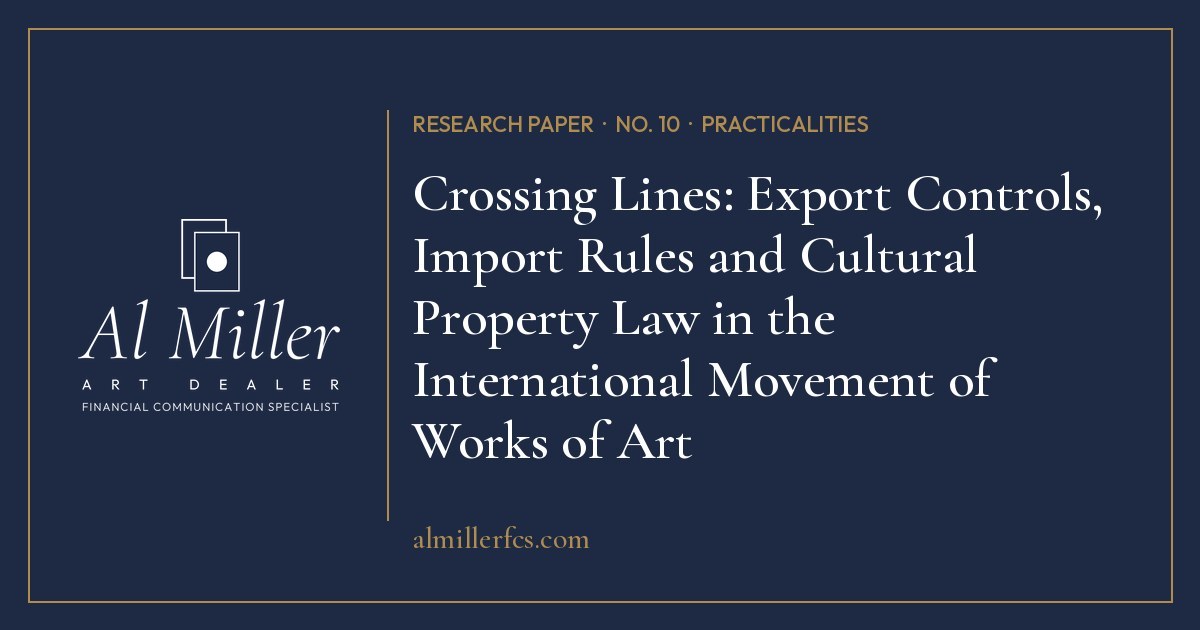 Al Miller
ART DEALER
FINANCIAL COMMUNICATION SPECIALIST
RESEARCH PAPER · NO. 10 · PRACTICALITIES
Crossing Lines: Export Controls,
Import Rules and Cultural
Property Law in the
International Movement of
Works of Art
almillerfcs.com